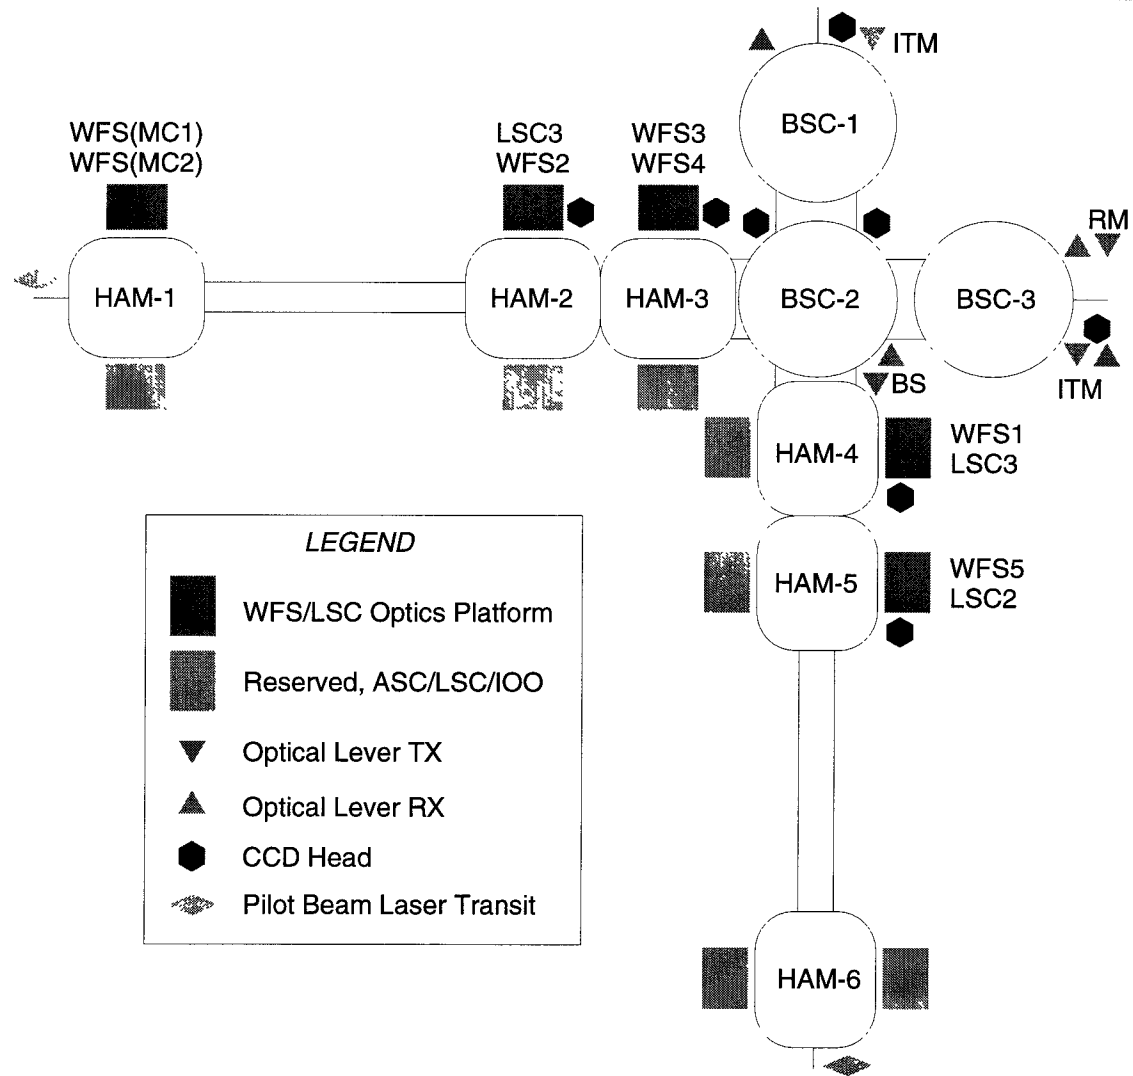 ITM
BSC-1
WFS(MC1)
WFS(MC2)
LSC3
WFS2
WFS3
WFS4
RM
HAM-1
HAM-2
HAM-3
BSC-2
BSC-3
BS
ITM
HAM-4
WFS1
LSC3
HAM-5
WFS5
LSC2
LEGEND
WFS/LSC Optics Platform
Reserved, ASC/LSC/IOO
Optical Lever TX
Optical Lever RX
CCD Head
Pilot Beam Laser Transit
HAM-6